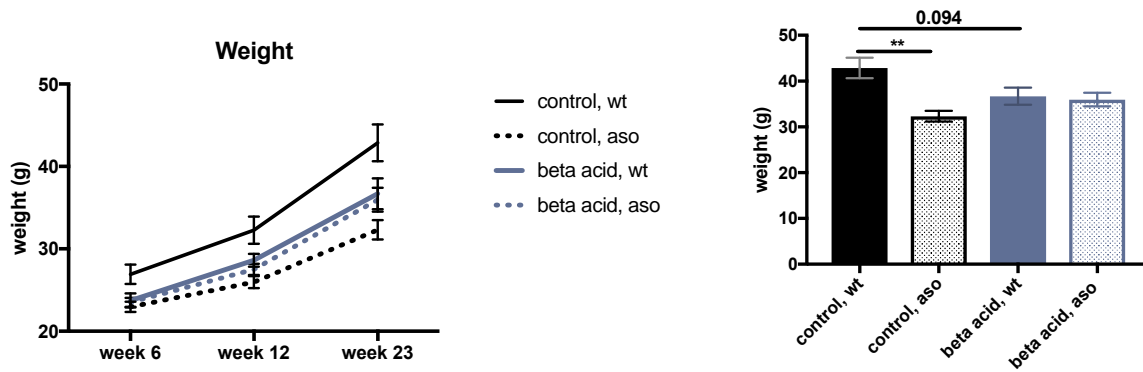 Weight
weight (g)
50
40
30
20
week 6
week 12
week 23
control, wt
control, aso
beta acid, wt
beta acid, aso
0.094
**
weight (g)
50
40
30
20
10
0
control, wt
control, aso
beta acid, wt
beta acid, aso